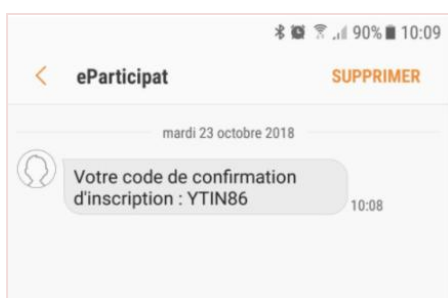 90% 10:09
eParticipat
SUPPRIMER
mardi 23 octobre 2018
Votre code de confirmation
d'inscription : YTIN86
10:08